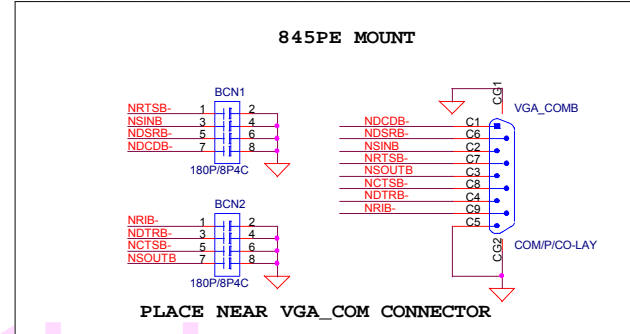 845PE MOUNT
BCN1
NRTSB- 1 2
NSINB 3 4
NDSRB- 5 6
NDCDB- 7 8
180P/8P4C
BCN2
NRIB- 1 2
NDTRB- 3 4
NCTSB- 5 6
NSOUTB 7 8
180P/8P4C
CG1
VGA_COMB
NDCDB- C1
NDSRB- C6
NSINB C2
NRTSB- C7
NSOUTB C3
NCTSB- C8
NDTRB- C4
NRIB- C9
C5
CG2
COM/P/CO-LAY
PLACE NEAR VGA_COM CONNECTOR